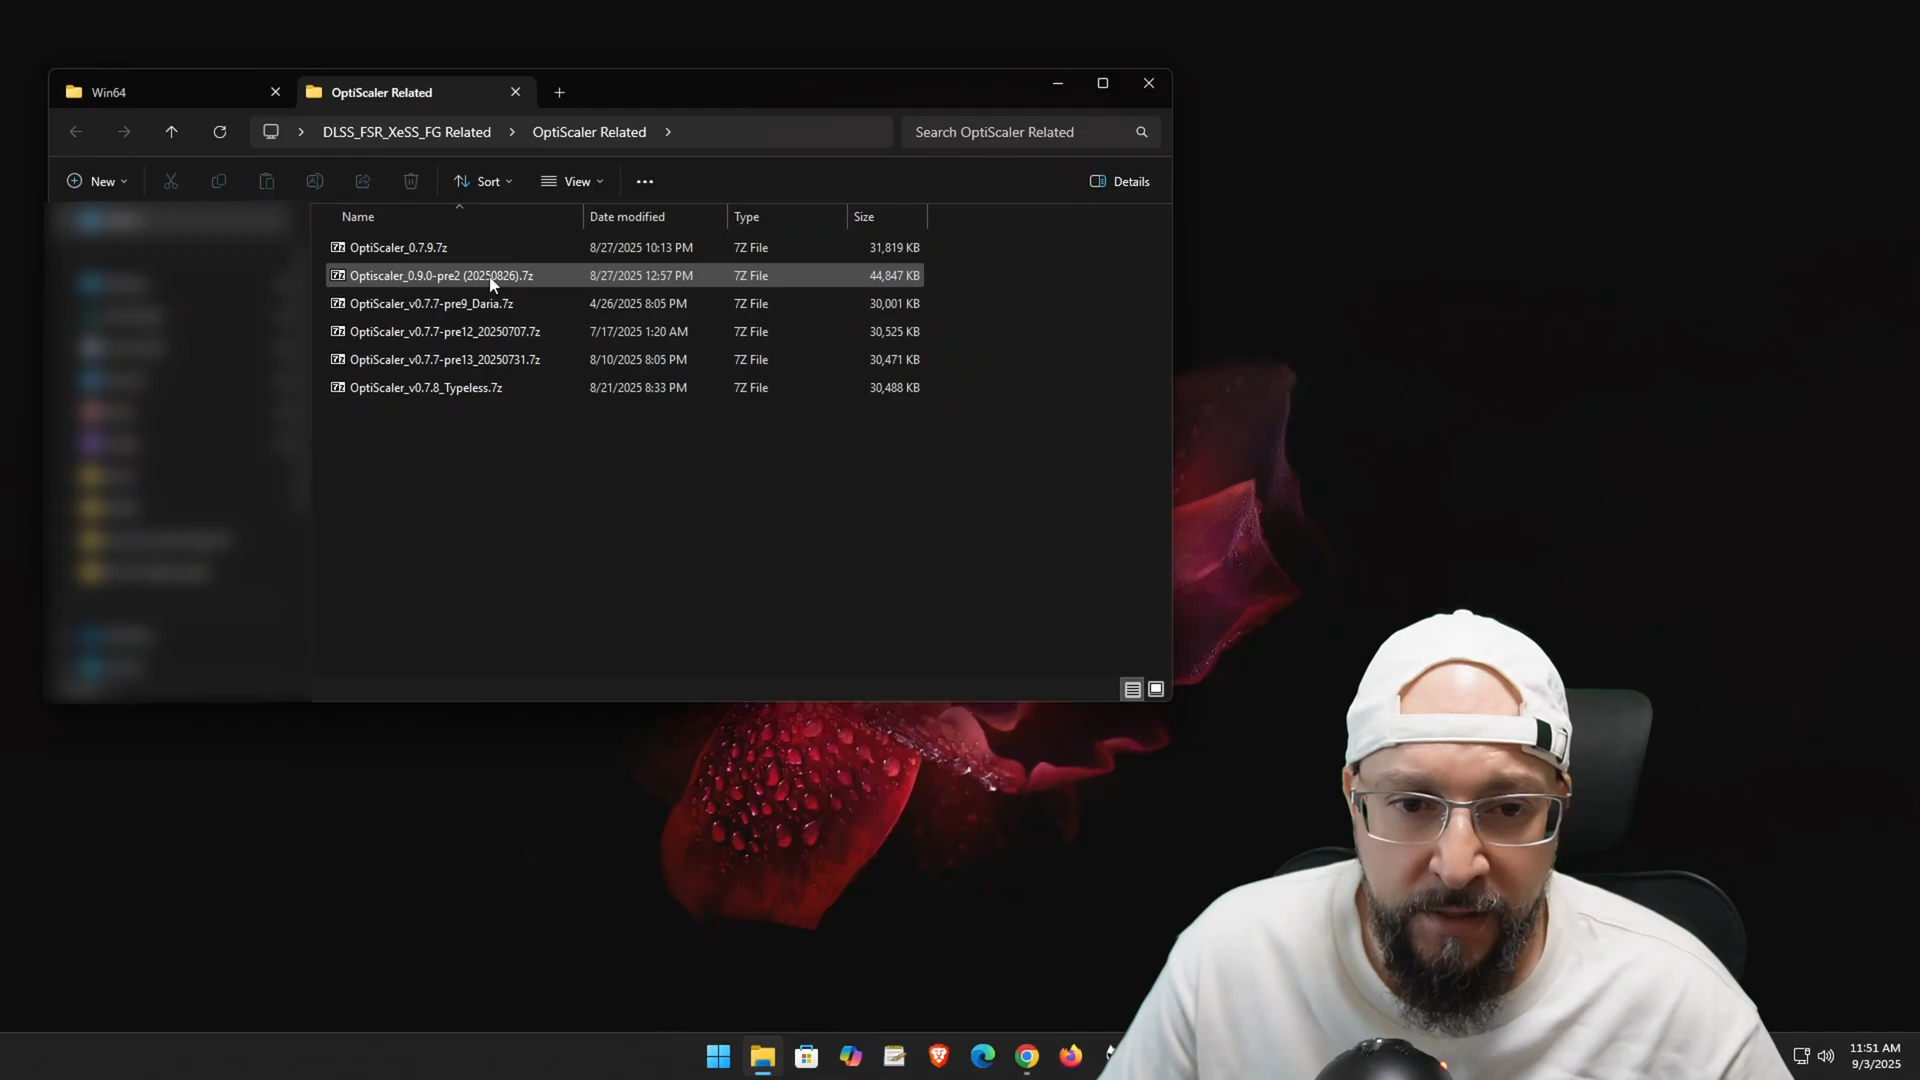 Win64
OptiScaler Related
DLSS_FSR_XeSS_FG Related
OptiScaler Related
Search OptiScaler Related
New
Sort
View
Details
Name Date modified Type Size
OptiScaler_0.7.9.7z 8/27/2025 10:13 PM 7Z File 31,819 KB
Optiscaler_0.9.0-pre2 (20250826).7z 8/27/2025 12:57 PM 7Z File 44,847 KB
OptiScaler_v0.7.7-pre9_Daria.7z 4/26/2025 8:05 PM 7Z File 30,001 KB
OptiScaler_v0.7.7-pre12_20250707.7z 7/17/2025 1:20 AM 7Z File 30,525 KB
OptiScaler_v0.7.7-pre13_20250731.7z 8/10/2025 8:05 PM 7Z File 30,471 KB
OptiScaler_v0.7.8_Typeless.7z 8/21/2025 8:33 PM 7Z File 30,488 KB
11:51 AM
9/3/2025